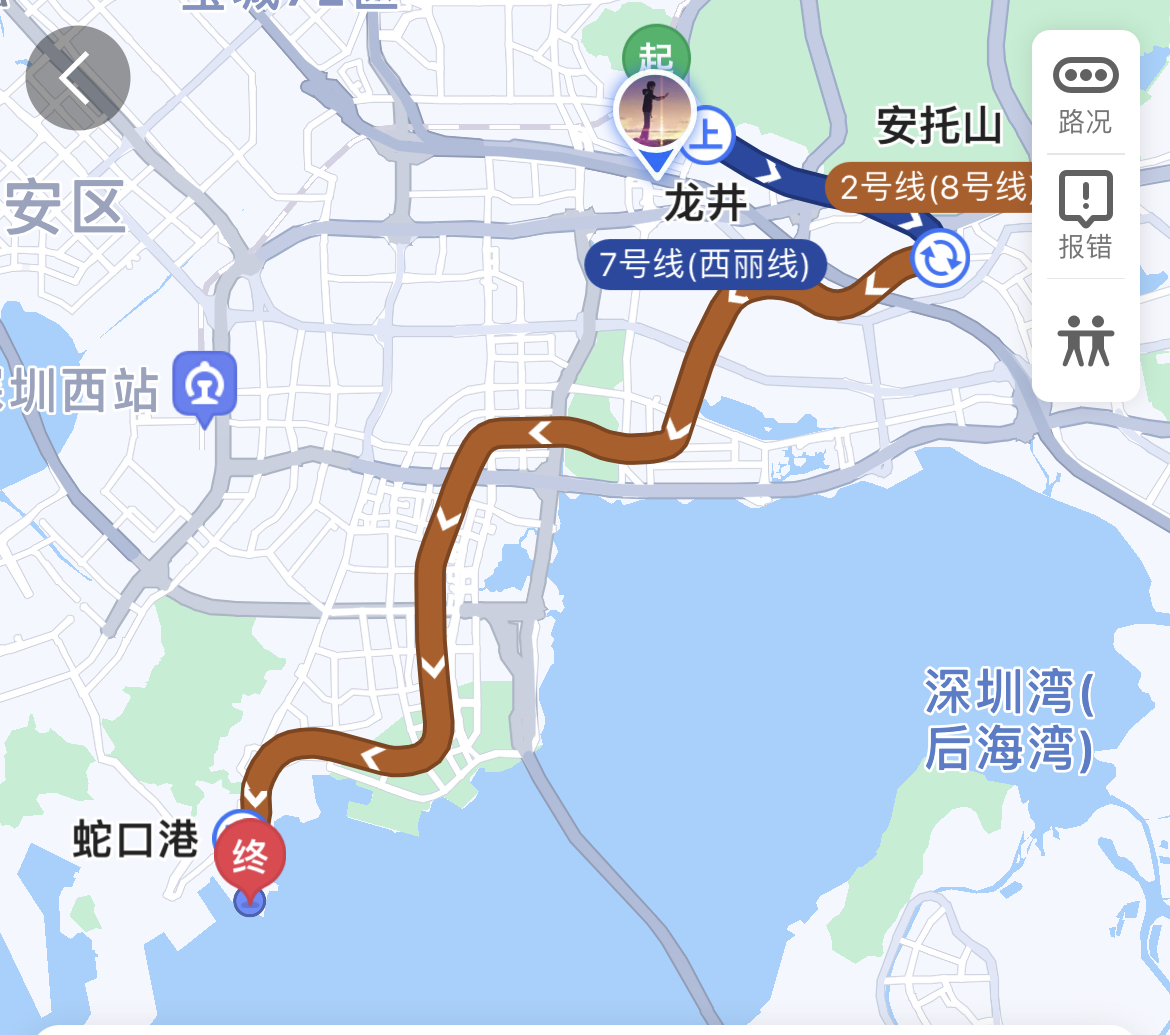 起
上
安托山
路况
2号线(8号线)
龙井
安区
7号线(西丽线)
报错
圳西站
深圳湾(
后海湾)
蛇口港
终